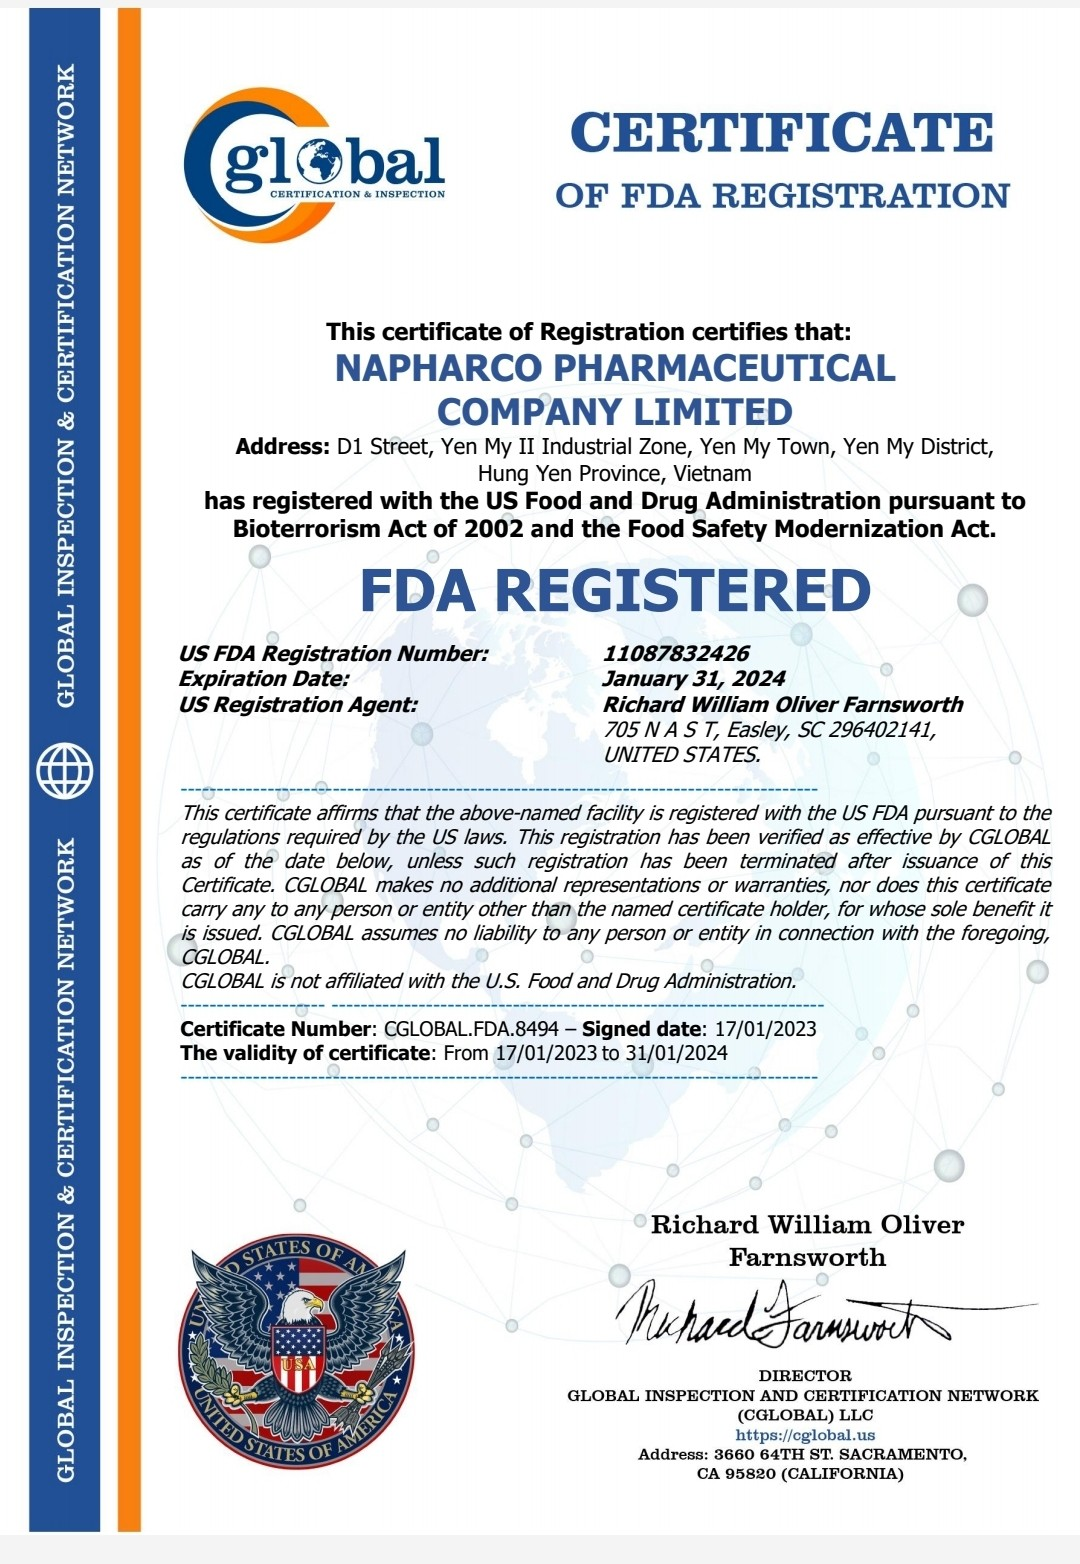 GLOBAL INSPECTION & CERTIFICATION NETWORK
GLOBAL INSPECTION & CERTIFICATION NETWORK
global
CERTIFICATION & INSPECTION
CERTIFICATE
OF FDA REGISTRATION
This certificate of Registration certifies that:
NAPHARCO PHARMACEUTICAL
COMPANY LIMITED
Address: D1 Street, Yen My II Industrial Zone, Yen My Town, Yen My District,
Hung Yen Province, Vietnam
has registered with the US Food and Drug Administration pursuant to
Bioterrorism Act of 2002 and the Food Safety Modernization Act.
FDA REGISTERED
US FDA Registration Number: 11087832426
Expiration Date: January 31, 2024
US Registration Agent: Richard William Oliver Farnsworth
705 N A S T, Easley, SC 296402141,
UNITED STATES.
This certificate affirms that the above-named facility is registered with the US FDA pursuant to the
regulations required by the US laws. This registration has been verified as effective by CGLOBAL
as of the date below, unless such registration has been terminated after issuance of this
Certificate. CGLOBAL makes no additional representations or warranties, nor does this certificate
carry any to any person or entity other than the named certificate holder, for whose sole benefit it
is issued. CGLOBAL assumes no liability to any person or entity in connection with the foregoing,
CGLOBAL.
CGLOBAL is not affiliated with the U.S. Food and Drug Administration.
Certificate Number: CGLOBAL.FDA.8494 – Signed date: 17/01/2023
The validity of certificate: From 17/01/2023 to 31/01/2024
Richard William Oliver
Farnsworth
Richard Farnsworth
DIRECTOR
GLOBAL INSPECTION AND CERTIFICATION NETWORK
(CGLOBAL) LLC
https://cglobal.us
Address: 3660 64TH ST. SACRAMENTO,
CA 95820 (CALIFORNIA)
USA
UNITED STATES OF AMERICA